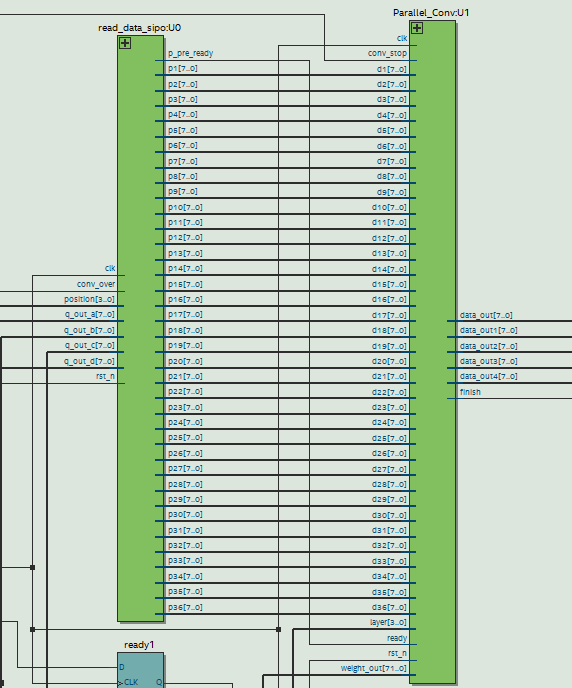 Parallel_Conv:U1
read_data_sipo:U0
clk
p_pre_ready
conv_stop
p1[7..0]
d1[7..0]
p2[7..0]
d2[7..0]
p3[7..0]
d3[7..0]
p4[7..0]
d4[7..0]
p5[7..0]
d5[7..0]
p6[7..0]
d6[7..0]
p7[7..0]
d7[7..0]
p8[7..0]
d8[7..0]
p9[7..0]
d9[7..0]
p10[7..0]
d10[7..0]
p11[7..0]
d11[7..0]
p12[7..0]
d12[7..0]
p13[7..0]
d13[7..0]
clk
p14[7..0]
d14[7..0]
conv_over
p15[7..0]
d15[7..0]
position[3..0]
p16[7..0]
d16[7..0]
q_out_a[7..0]
p17[7..0]
d17[7..0]
data_out[7..0]
q_out_b[7..0]
p18[7..0]
d18[7..0]
data_out1[7..0]
q_out_c[7..0]
p19[7..0]
d19[7..0]
data_out2[7..0]
q_out_d[7..0]
p20[7..0]
d20[7..0]
data_out3[7..0]
rst_n
p21[7..0]
d21[7..0]
data_out4[7..0]
p22[7..0]
d22[7..0]
finish
p23[7..0]
d23[7..0]
p24[7..0]
d24[7..0]
p25[7..0]
d25[7..0]
p26[7..0]
d26[7..0]
p27[7..0]
d27[7..0]
p28[7..0]
d28[7..0]
p29[7..0]
d29[7..0]
p30[7..0]
d30[7..0]
p31[7..0]
d31[7..0]
p32[7..0]
d32[7..0]
p33[7..0]
d33[7..0]
p34[7..0]
d34[7..0]
p35[7..0]
d35[7..0]
p36[7..0]
d36[7..0]
layer[3..0]
ready
ready1
rst_n
D
weight_out[71..0]
CLK
Q